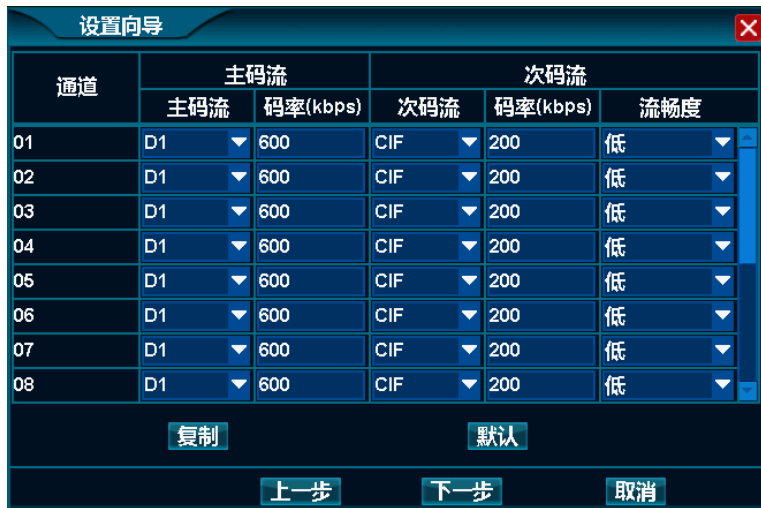 设置向导
通道 主码流 次码流
主码流 码率(kbps) 次码流 码率(kbps) 流畅度
01 D1 600 CIF 200 低
02 D1 600 CIF 200 低
03 D1 600 CIF 200 低
04 D1 600 CIF 200 低
05 D1 600 CIF 200 低
06 D1 600 CIF 200 低
07 D1 600 CIF 200 低
08 D1 600 CIF 200 低
复制 默认
上一步 下一步 取消